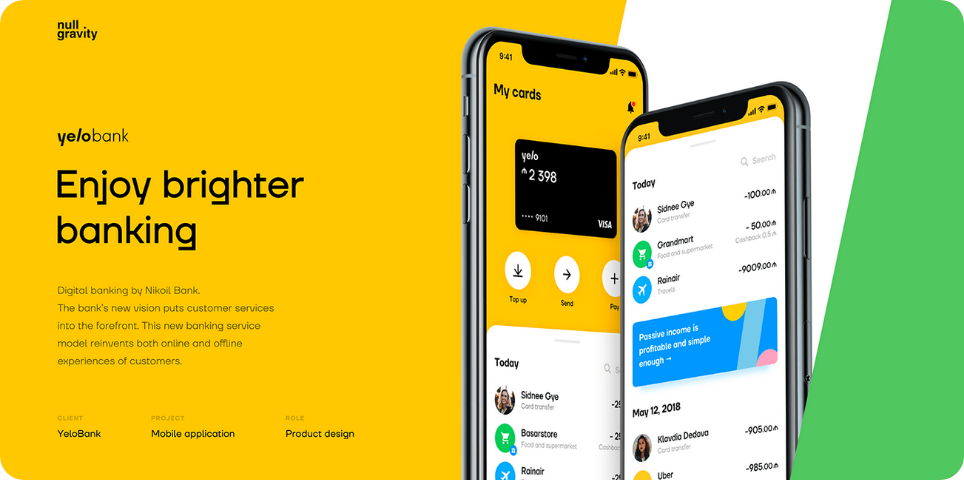 null
gravity
yelobank
Enjoy brighter
banking
Digital banking by Nikoil Bank.
The bank's new vision puts customer services
into the forefront. This new banking service
model reinvents both online and offline
experiences of customers.
CLIENT
PROJECT
ROLE
YeloBank
Mobile application
Product design
9:41
My cards
yelo
₼ 2 398
•••• 9101
VISA
Top up
Send
Pay
Today
Sidnee Gye
Card transfer
Basarstore
Food and supermarket
Rainair
9:41
Search
Today
Sidnee Gye
-100.00 ₼
Card transfer
Grandmart
- 50.00 ₼
Food and supermarket
Cashback 0.5 ₼
Rainair
-9009.00 ₼
Travels
Passive income is
profitable and simple
enough →
May 12, 2018
Klavdia Dedova
-905.00 ₼
Card transfer
Uber
-985.00 ₼